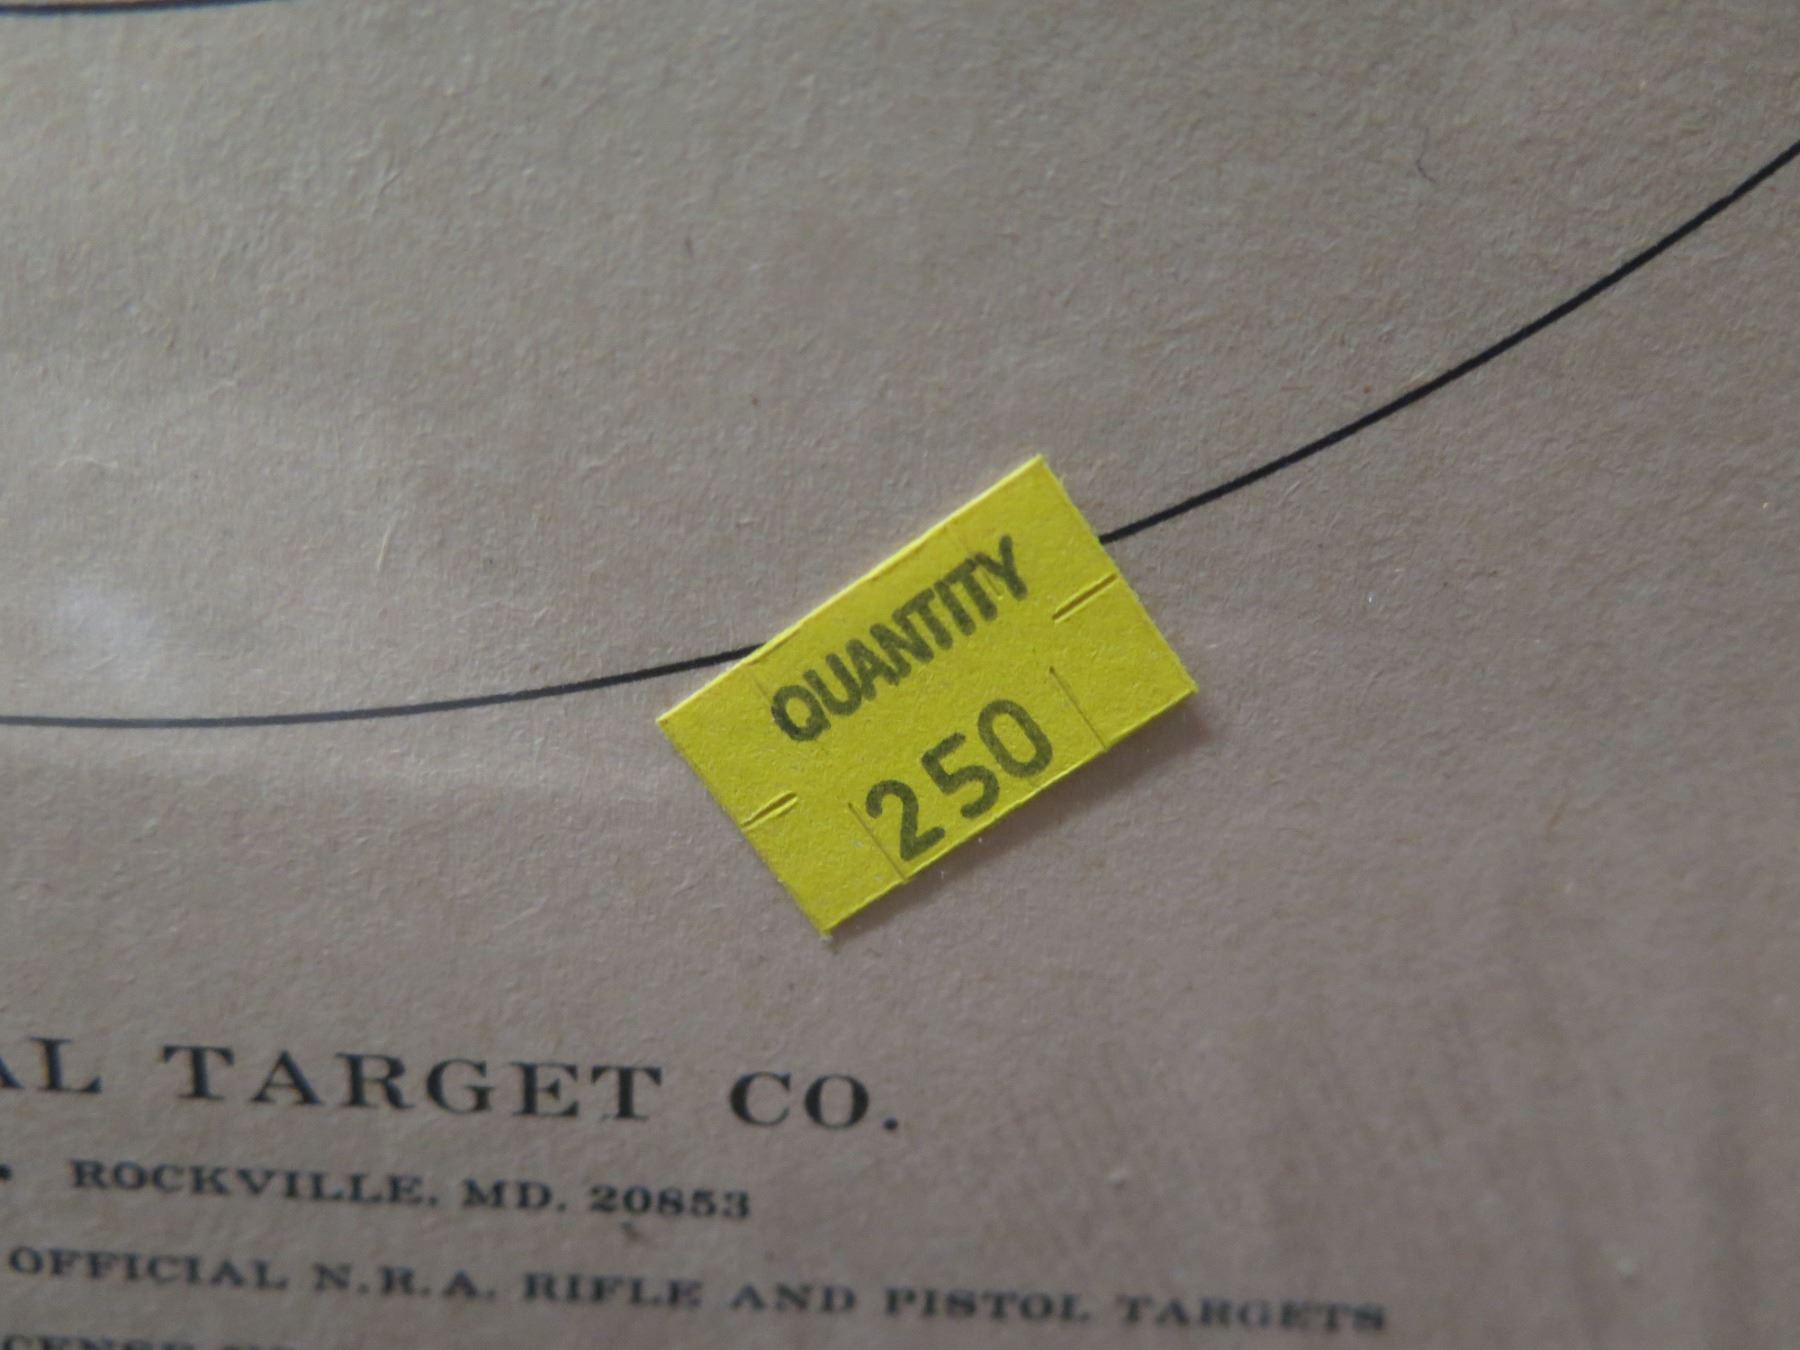 QUANTITY
250
AL TARGET CO.
• ROCKVILLE, MD. 20853
OFFICIAL N.R.A. RIFLE AND PISTOL TARGETS